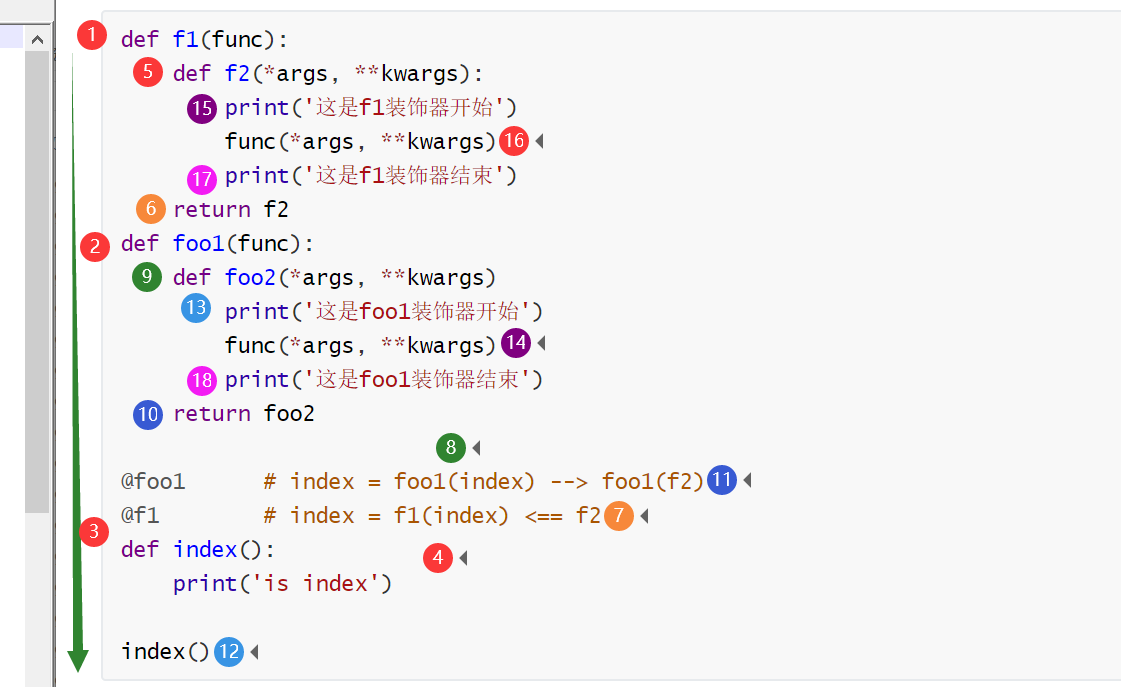 1 def f1(func):
5 def f2(*args, **kwargs):
15 print('这是f1装饰器开始')
func(*args, **kwargs) 16
17 print('这是f1装饰器结束')
6 return f2
2 def foo1(func):
9 def foo2(*args, **kwargs)
13 print('这是foo1装饰器开始')
func(*args, **kwargs) 14
18 print('这是foo1装饰器结束')
10 return foo2
8
@foo1 # index = foo1(index) --> foo1(f2) 11
@f1 # index = f1(index) <== f2 7
3 def index():
4
print('is index')
index() 12